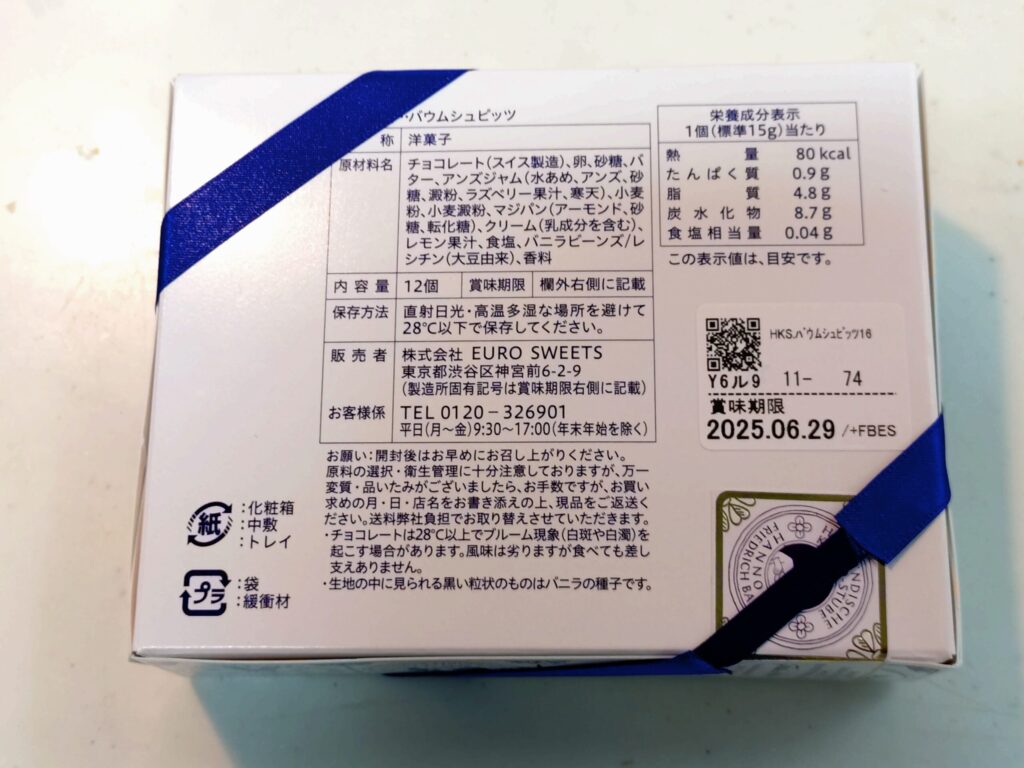 ・バウムシュピッツ
称 洋菓子
原材料名 チョコレート(スイス製造)、卵、砂糖、バ
ター、アンズジャム(水あめ、アンズ、砂
糖、澱粉、ラズベリー果汁、寒天)、小麦
粉、小麦澱粉、マジパン(アーモンド、砂
糖、転化糖)、クリーム(乳成分を含む)、
レモン果汁、食塩、バニラビーンズ/レ
シチン(大豆由来)、香料
内容量 12個 賞味期限 欄外右側に記載
保存方法 直射日光・高温多湿な場所を避けて
28℃以下で保存してください。
販売者 株式会社 EURO SWEETS
東京都渋谷区神宮前6-2-9
(製造所固有記号は賞味期限右側に記載)
お客様係 TEL 0120-326901
平日(月〜金)9:30〜17:00(年末年始を除く)
お願い:開封後はお早めにお召し上がりください。
原料の選択・衛生管理に十分注意しておりますが、万一
変質・品いたみがございましたら、お手数ですが、お買い
求めの月・日・店名をお書き添えの上、現品をご返送く
ださい。送料弊社負担でお取り替えさせていただきます。
・チョコレートは28℃以上でブルーム現象(白斑や白濁)を
起こす場合があります。風味は劣りますが食べても差し
支えありません。
・生地の中に見られる黒い粒状のものはバニラの種子です。
栄養成分表示
1個(標準15g)当たり
熱量 80kcal
たんぱく質 0.9g
脂質 4.8g
炭水化物 8.7g
食塩相当量 0.04g
この表示値は、目安です。
HKS.バウムシュピッツ16
Y6ル9 11- 74
賞味期限
2025.06.29 /+FBES
紙 :化粧箱
:中敷
:トレイ
プラ :袋
:緩衝材
HANNO
FRIEDRICH BA
NDISCHE
STUBE